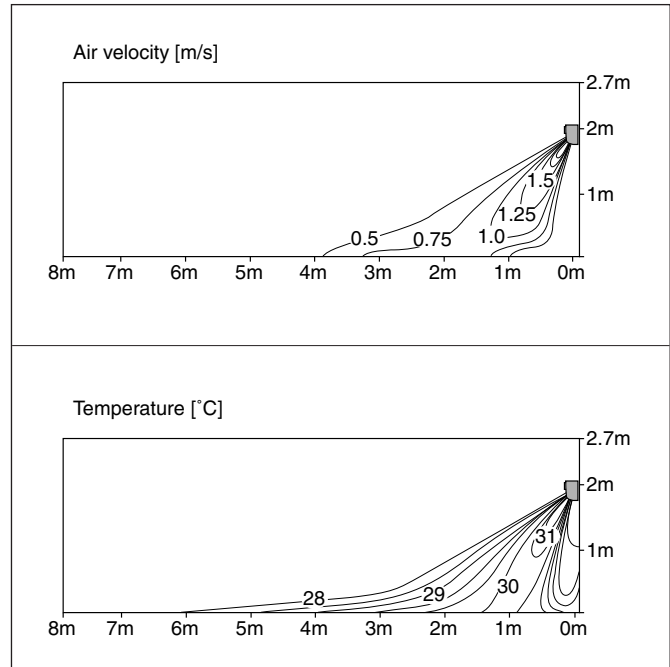 Air velocity [m/s]
2.7m
2m
1m
1.5
1.25
1.0
0.75
0.5
8m 7m 6m 5m 4m 3m 2m 1m 0m
Temperature [˚C]
2.7m
2m
1m
31
30
29
28
8m 7m 6m 5m 4m 3m 2m 1m 0m